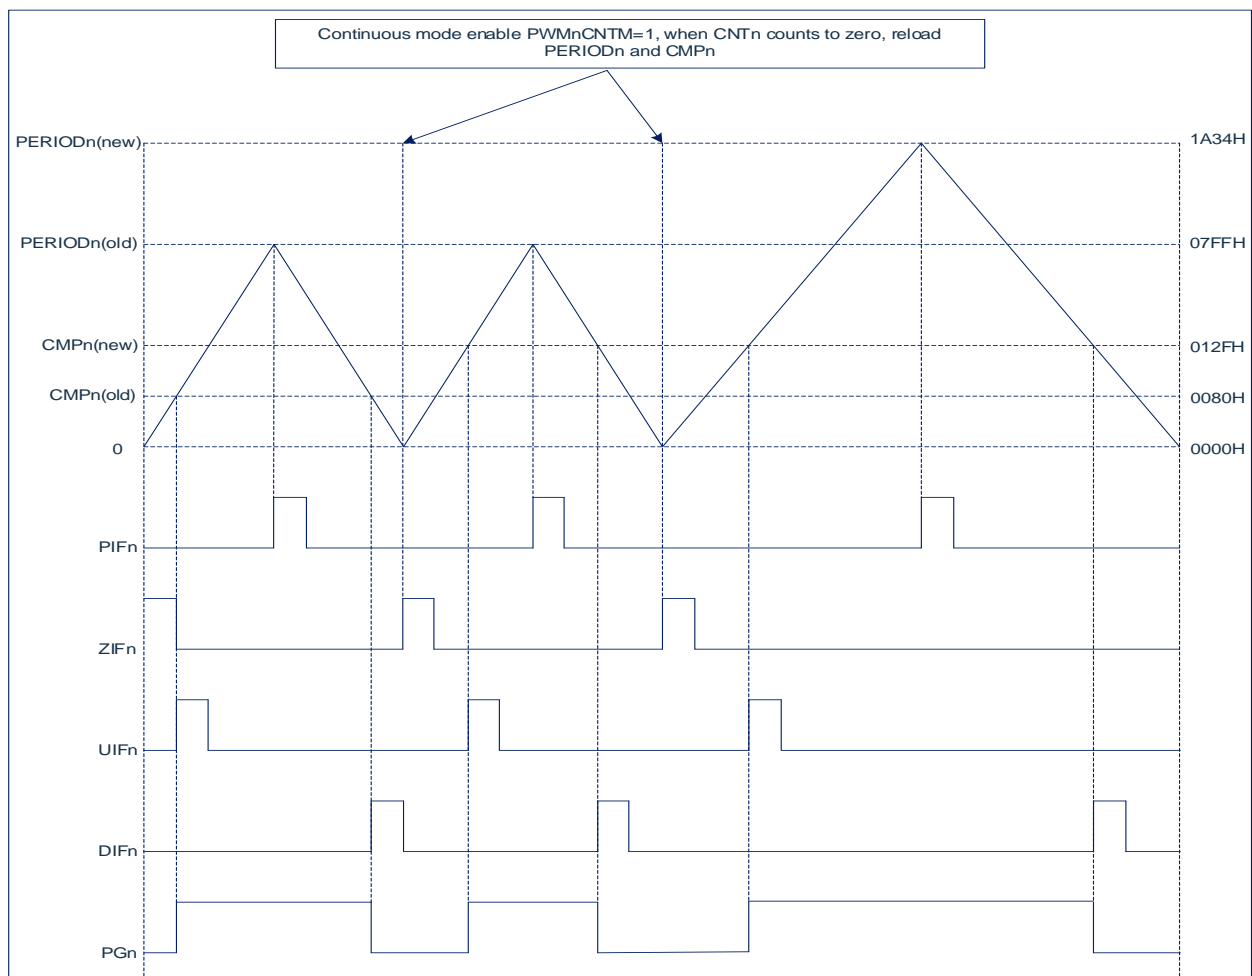 Continuous mode enable PWMnCNTM=1, when CNTn counts to zero, reload
PERIODn and CMPn
PERIODn(new)
1A34H
PERIODn(old)
07FFH
CMPn(new)
012FH
CMPn(old)
0080H
0
0000H
PIFn
ZIFn
UIFn
DIFn
PGn